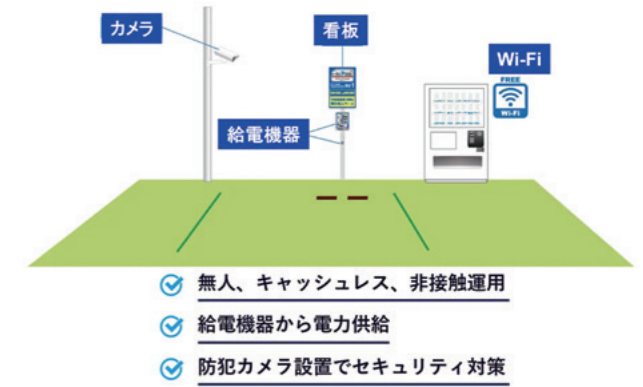 カメラ
看板
Wi-Fi
FREE
Wi-Fi
給電機器
無人、キャッシュレス、非接触運用
給電機器から電力供給
防犯カメラ設置でセキュリティ対策